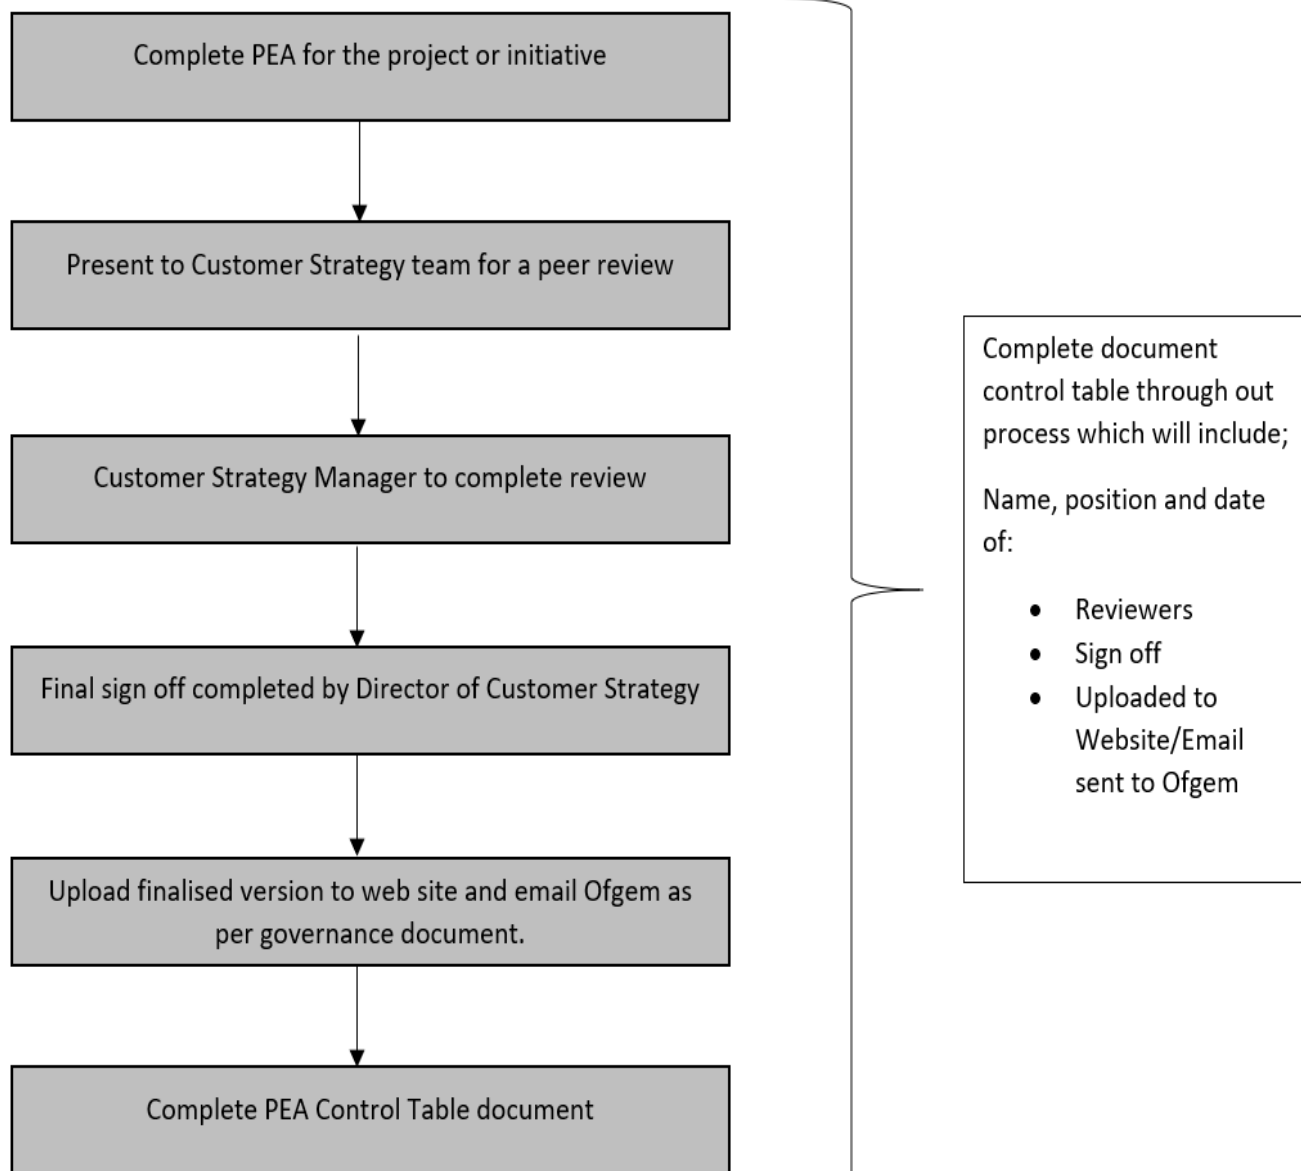 Complete PEA for the project or initiative
Present to Customer Strategy team for a peer review
Customer Strategy Manager to complete review
Final sign off completed by Director of Customer Strategy
Upload finalised version to web site and email Ofgem as
per governance document.
Complete PEA Control Table document
Complete document
control table through out
process which will include;
Name, position and date
of:
• Reviewers
• Sign off
• Uploaded to
Website/Email
sent to Ofgem